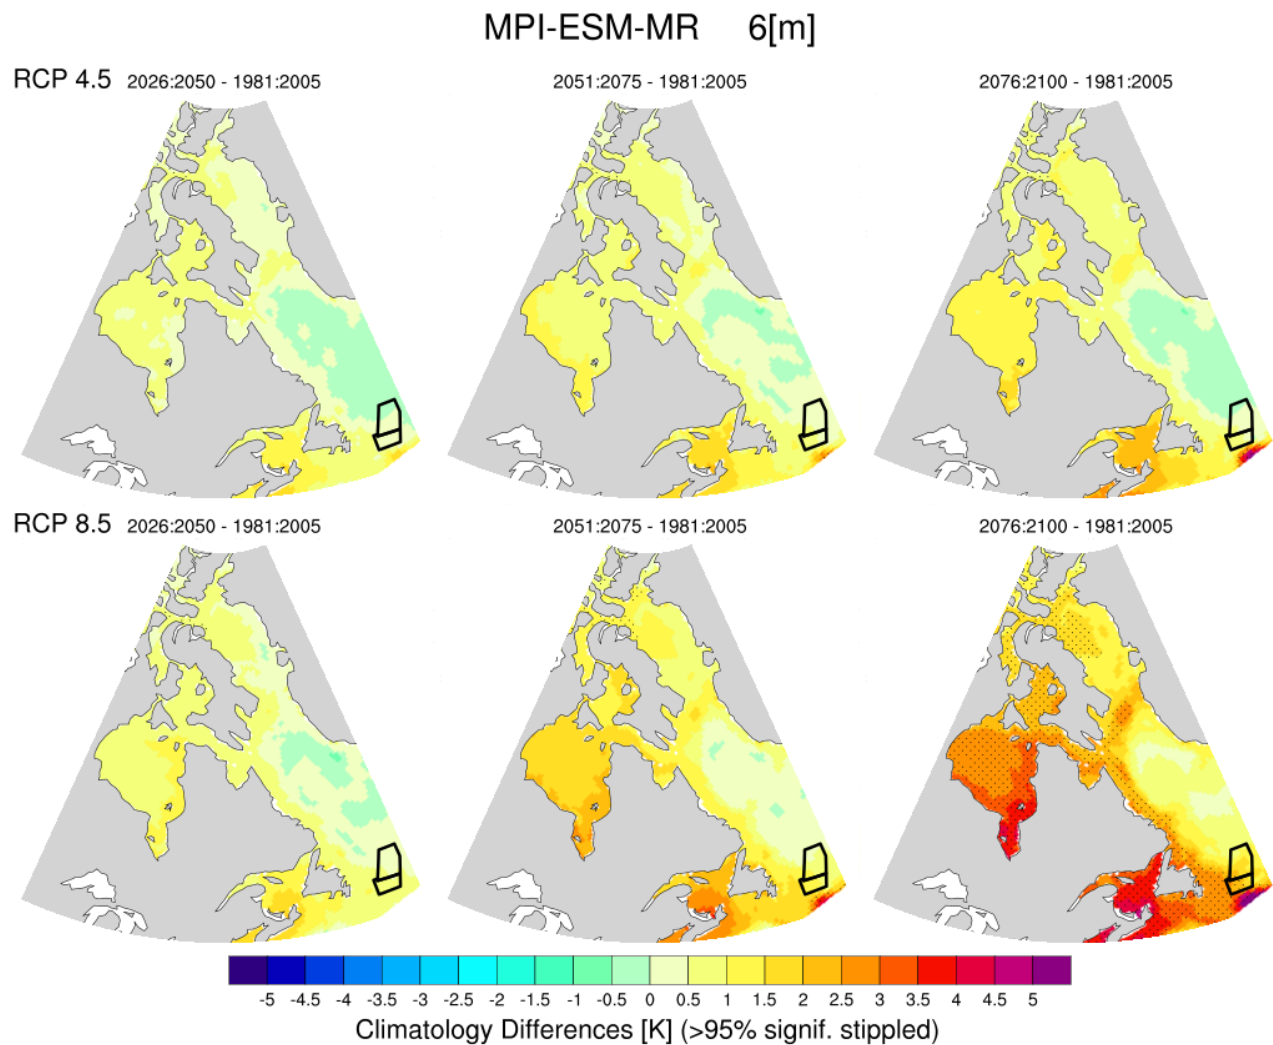 MPI-ESM-MR 6[m]
RCP 4.5 2026:2050 - 1981:2005 2051:2075 - 1981:2005 2076:2100 - 1981:2005
RCP 8.5 2026:2050 - 1981:2005 2051:2075 - 1981:2005 2076:2100 - 1981:2005
-5 -4.5 -4 -3.5 -3 -2.5 -2 -1.5 -1 -0.5 0 0.5 1 1.5 2 2.5 3 3.5 4 4.5 5
Climatology Differences [K] (>95% signif. stippled)